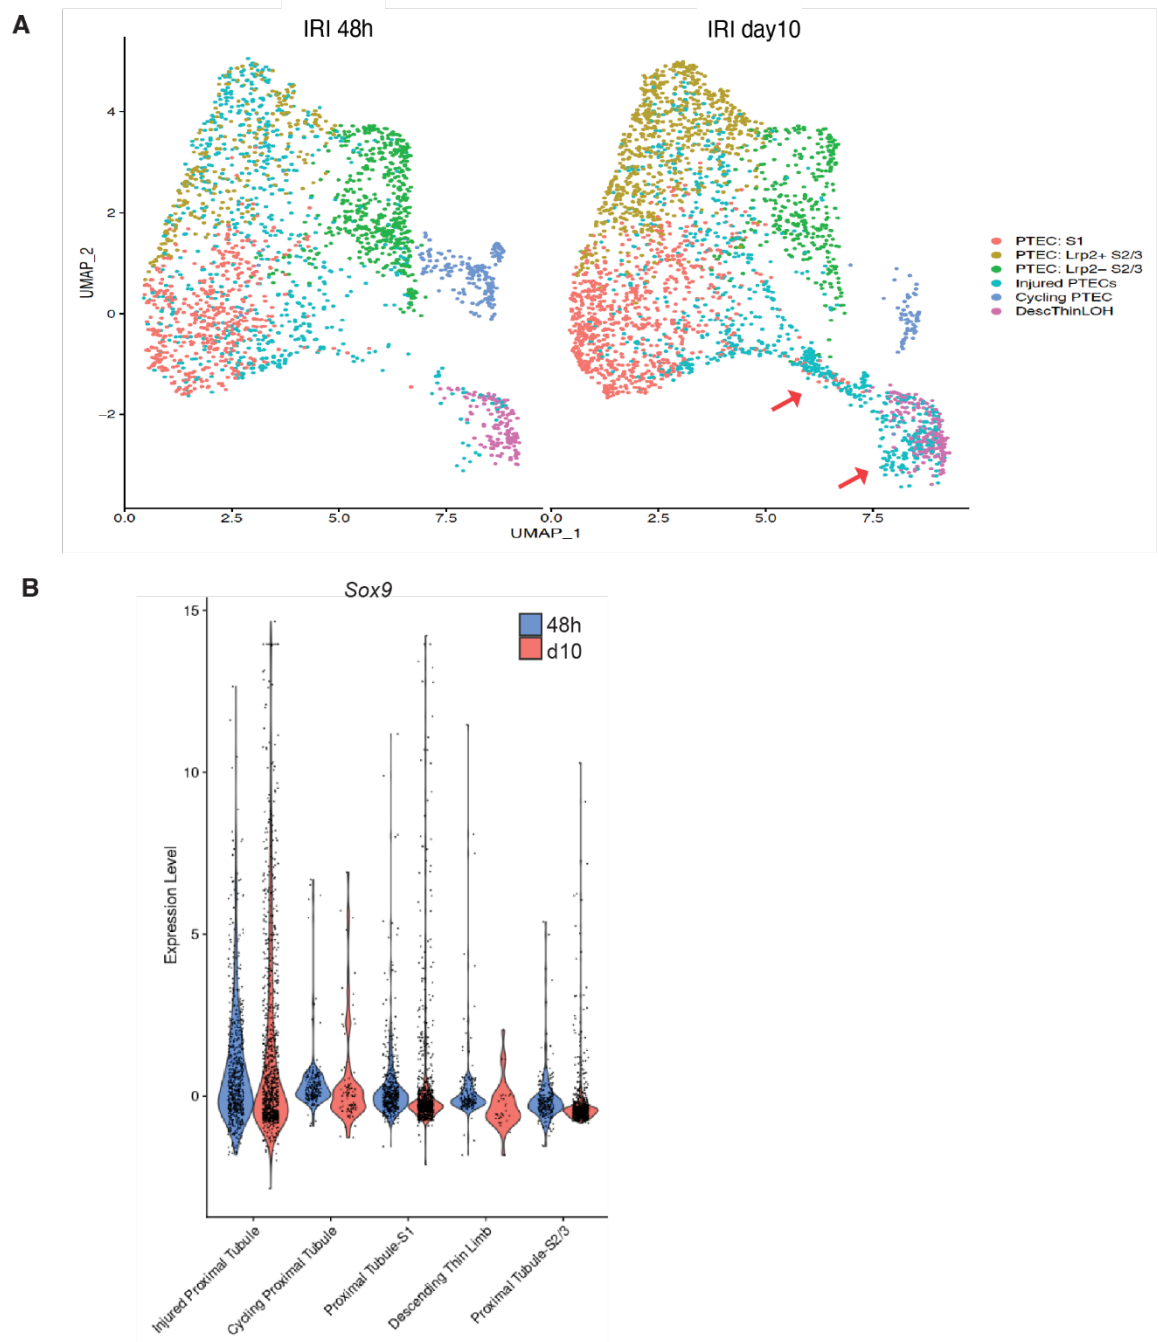 A
IRI 48h
IRI day10
4
2
0
−2
UMAP_2
0.0
2.5
5.0
7.5
0.0
2.5
5.0
7.5
UMAP_1
PTEC: S1
PTEC: Lrp2+ S2/3
PTEC: Lrp2− S2/3
Injured PTECs
Cycling PTEC
DescThinLOH
B
Sox9
48h
d10
15
10
5
0
Expression Level
Injured Proximal Tubule
Cycling Proximal Tubule
Proximal Tubule-S1
Descending Thin Limb
Proximal Tubule-S2/3